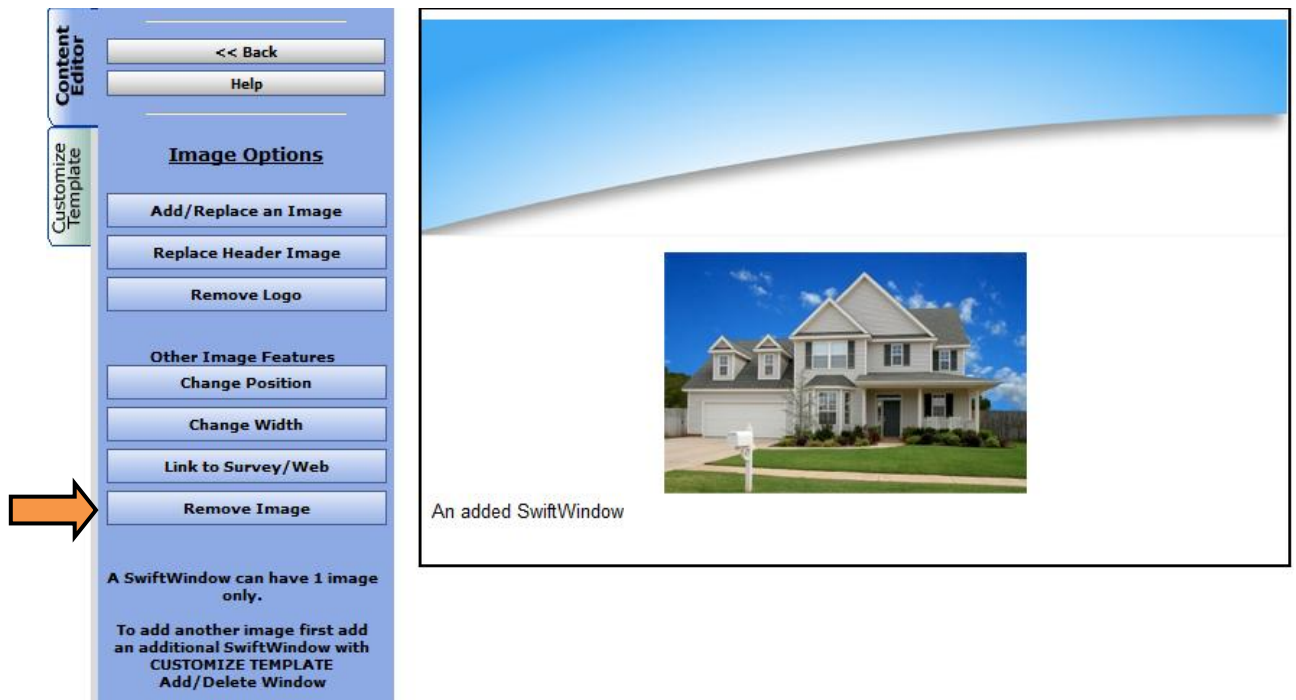 Content
Editor
Customize
Template
<< Back
Help
Image Options
Add/Replace an Image
Replace Header Image
Remove Logo
Other Image Features
Change Position
Change Width
Link to Survey/Web
Remove Image
A SwiftWindow can have 1 image
only.
To add another image first add
an additional SwiftWindow with
CUSTOMIZE TEMPLATE
Add/Delete Window
An added SwiftWindow